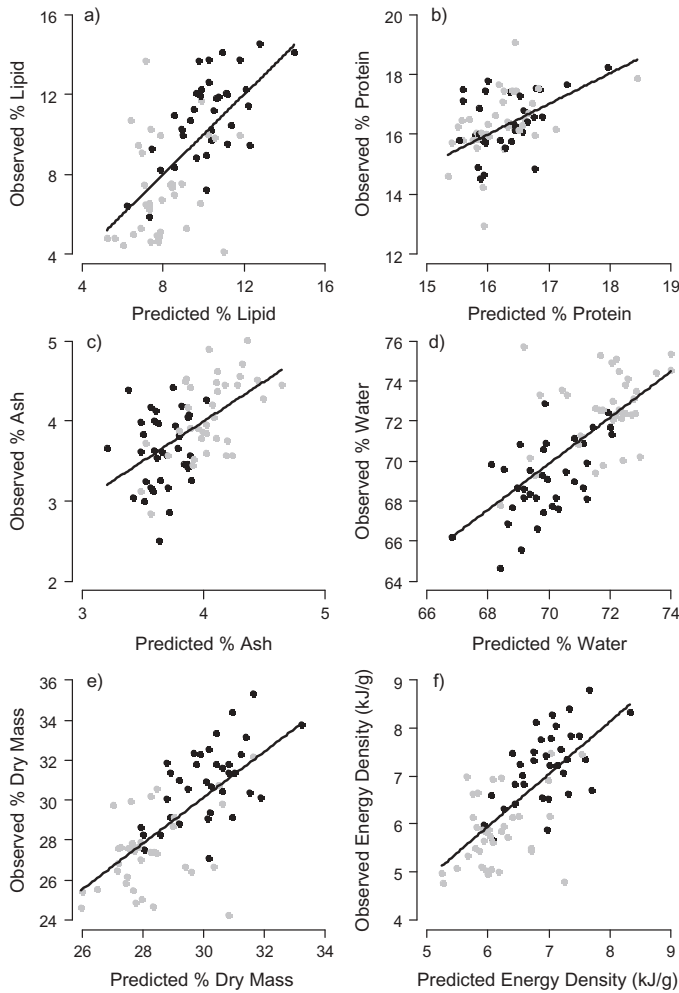 a)
16
12
8
4
Observed % Lipid
4 8 12 16
Predicted % Lipid
b)
20
18
16
14
12
Observed % Protein
15 16 17 18 19
Predicted % Protein
c)
5
4
3
2
Observed % Ash
3 4 5
Predicted % Ash
d)
76
74
72
70
68
66
64
Observed % Water
66 68 70 72 74
Predicted % Water
e)
36
34
32
30
28
26
24
Observed % Dry Mass
26 28 30 32 34
Predicted % Dry Mass
f)
9
8
7
6
5
4
Observed Energy Density (kJ/g)
5 6 7 8 9
Predicted Energy Density (kJ/g)